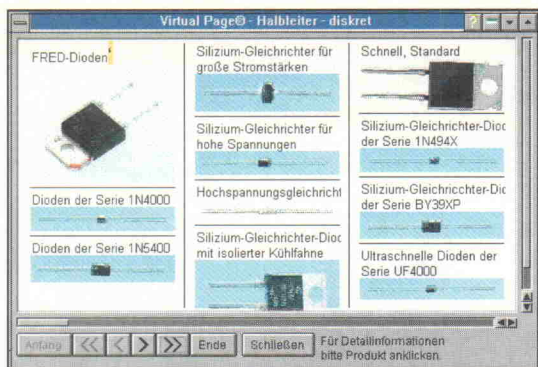 Virtual Page© - Halbleiter - diskret
?
FRED-Dioden
Dioden der Serie 1N4000
Dioden der Serie 1N5400
Silizium-Gleichrichter für
große Stromstärken
Silizium-Gleichrichter für
hohe Spannungen
Hochspannungsgleichricht
Silizium-Gleichrichter-Dioc
mit isolierter Kühlfahne
Schnell, Standard
Silizium-Gleichrichter-Dioc
der Serie 1N494X
Silizium-Gleichricchter-Dic
der Serie BY39XP
Ultraschnelle Dioden der
Serie UF4000
Anfang << < > >> Ende Schließen
Für Detailinformationen
bitte Produkt anklicken.